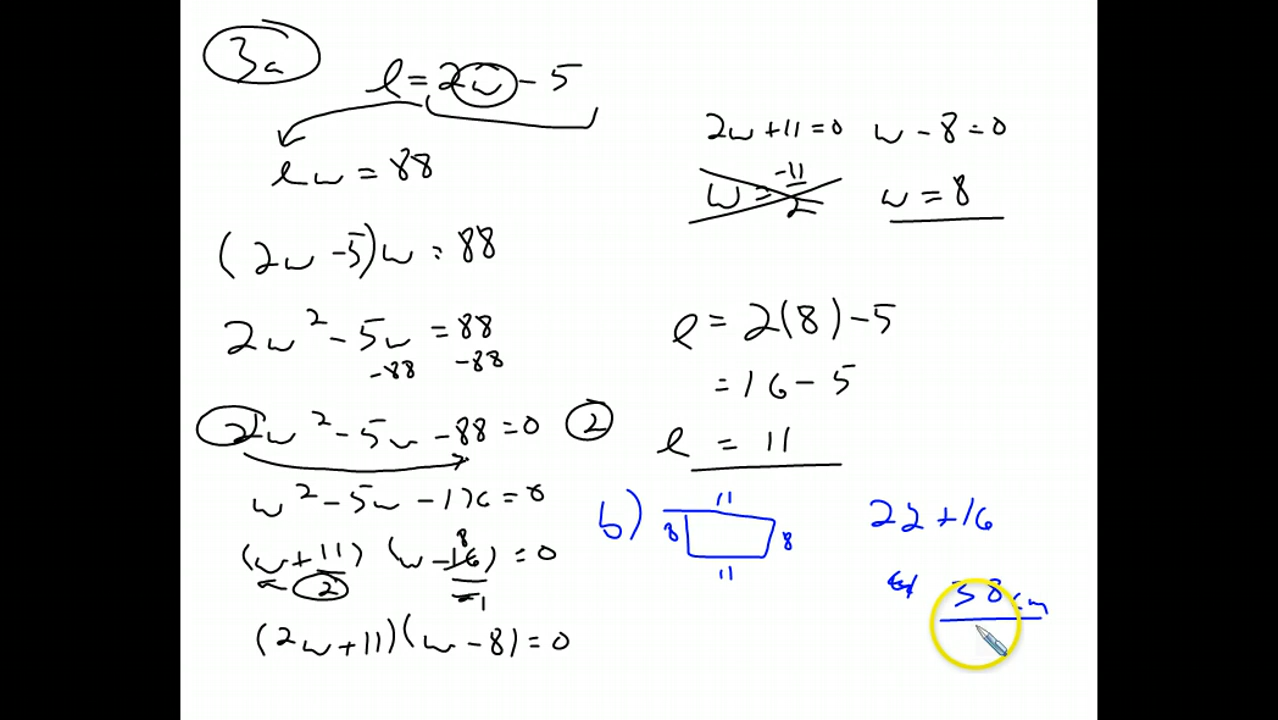 3a
l = 2w - 5
lw = 88
(2w - 5)w = 88
2w² - 5w = 88
-88 -88
2w² - 5w - 88 = 0 2
w² - 5w - 176 = 0
8
(w + 11) (w - 16) = 0
2 1
(2w + 11)(w - 8) = 0
2w + 11 = 0 w - 8 = 0
w = -11/2 w = 8
l = 2(8) - 5
= 16 - 5
l = 11
b) 11
8 8
11
22 + 16
38 cm